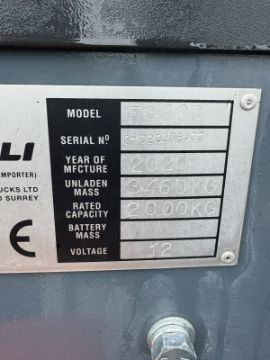 MODEL
SERIAL Nº
LI
IMPORTER)
YEAR OF MFCTURE 2020
UCKS LTD
SURREY
UNLADEN MASS 3460KG
RATED CAPACITY 2000KG
CE
BATTERY MASS
VOLTAGE 12